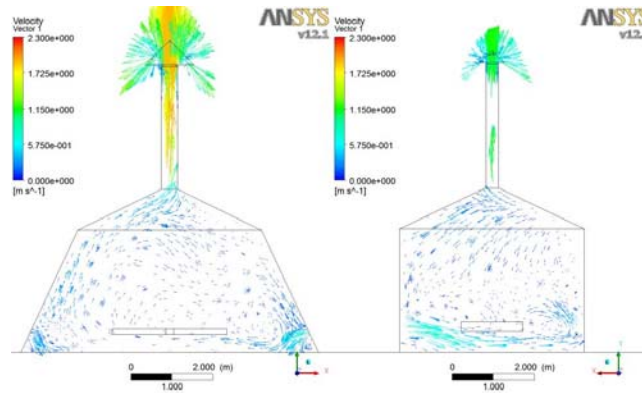 Velocity
Vector 1
2.300e+000
1.725e+000
1.150e+000
5.750e-001
0.000e+000
[m s^-1]
ANSYS
v12.1
0
2.000 (m)
1.000
Velocity
Vector 1
2.300e+000
1.725e+000
1.150e+000
5.750e-001
0.000e+000
[m s^-1]
ANSYS
v12.
0
2.000 (m)
1.000